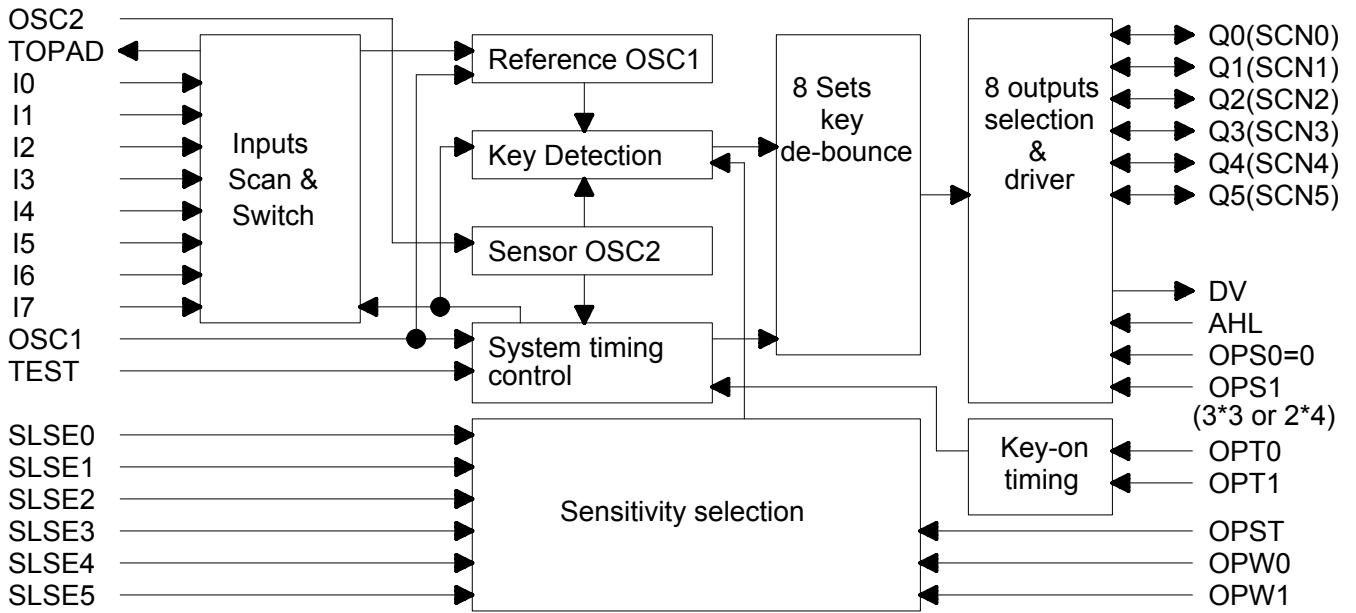 OSC2
TOPAD
I0
I1
I2
I3
I4
I5
I6
I7
OSC1
TEST
SLSE0
SLSE1
SLSE2
SLSE3
SLSE4
SLSE5
Inputs
Scan &
Switch
Reference OSC1
Key Detection
Sensor OSC2
System timing
control
Sensitivity selection
8 Sets
key
de-bounce
8 outputs
selection
&
driver
Key-on
timing
Q0(SCN0)
Q1(SCN1)
Q2(SCN2)
Q3(SCN3)
Q4(SCN4)
Q5(SCN5)
DV
AHL
OPS0=0
OPS1
(3*3 or 2*4)
OPT0
OPT1
OPST
OPW0
OPW1